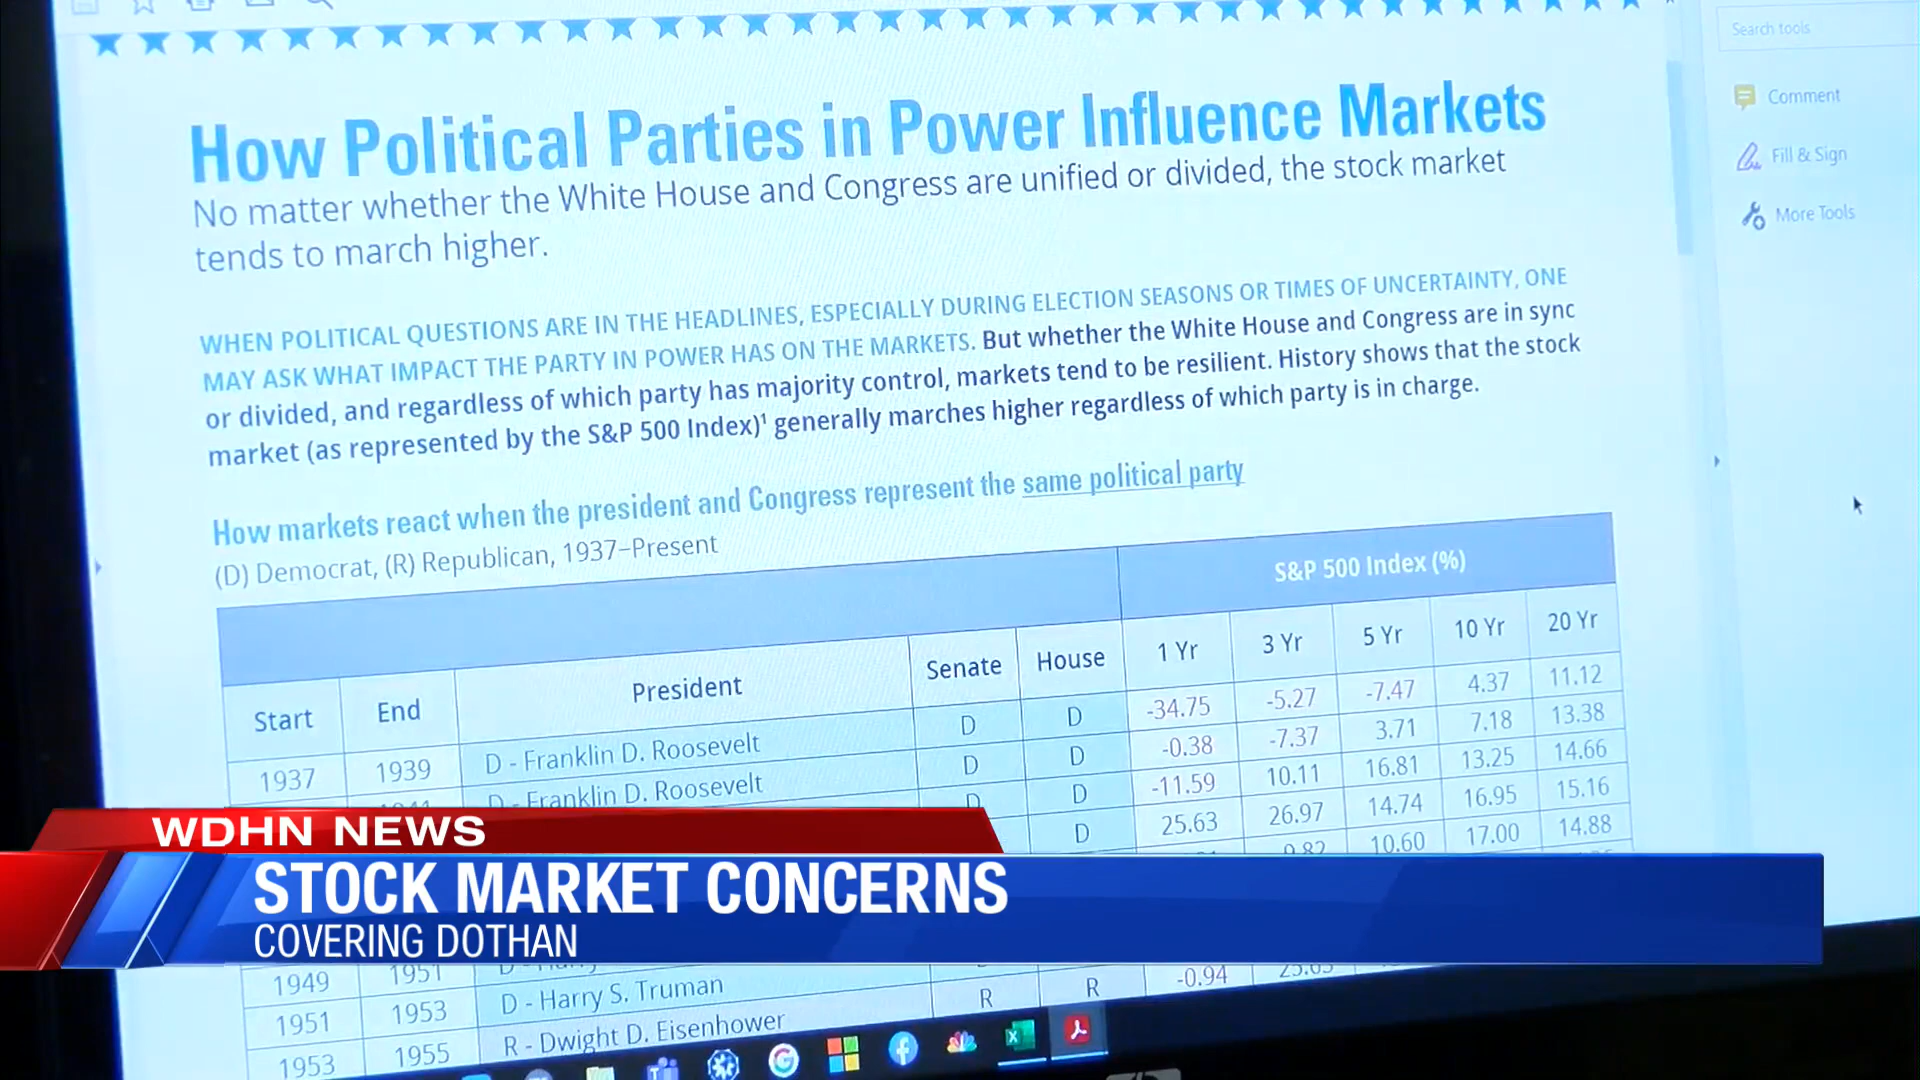 Search tools
Comment
Fill & Sign
More Tools
How Political Parties in Power Influence Markets
No matter whether the White House and Congress are unified or divided, the stock market
tends to march higher.
WHEN POLITICAL QUESTIONS ARE IN THE HEADLINES, ESPECIALLY DURING ELECTION SEASONS OR TIMES OF UNCERTAINTY, ONE
MAY ASK WHAT IMPACT THE PARTY IN POWER HAS ON THE MARKETS. But whether the White House and Congress are in sync
or divided, and regardless of which party has majority control, markets tend to be resilient. History shows that the stock
market (as represented by the S&P 500 Index)¹ generally marches higher regardless of which party is in charge.
How markets react when the president and Congress represent the same political party
(D) Democrat, (R) Republican, 1937–Present
S&P 500 Index (%)
Start End President Senate House 1 Yr 3 Yr 5 Yr 10 Yr 20 Yr
1937 1939 D - Franklin D. Roosevelt D D -34.75 -5.27 -7.47 4.37 11.12
D - Franklin D. Roosevelt D D -0.38 -7.37 3.71 7.18 13.38
D D -11.59 10.11 16.81 13.25 14.66
D 25.63 26.97 14.74 16.95 15.16
10.60 17.00 14.88
WDHN NEWS
STOCK MARKET CONCERNS
COVERING DOTHAN
1949 1951
1951 1953 D - Harry S. Truman
1953 1955 R - Dwight D. Eisenhower R R -0.94